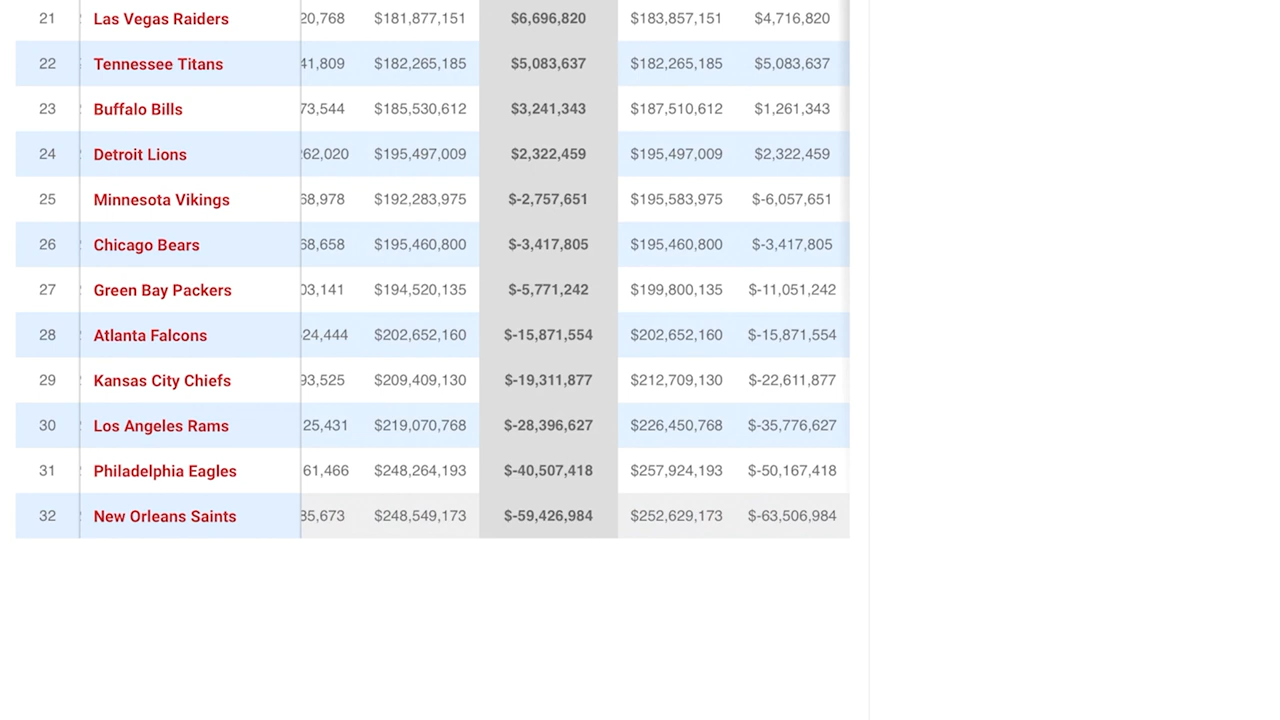 21 Las Vegas Raiders 20,768 $181,877,151 $6,696,820 $183,857,151 $4,716,820
22 Tennessee Titans 41,809 $182,265,185 $5,083,637 $182,265,185 $5,083,637
23 Buffalo Bills 73,544 $185,530,612 $3,241,343 $187,510,612 $1,261,343
24 Detroit Lions 62,020 $195,497,009 $2,322,459 $195,497,009 $2,322,459
25 Minnesota Vikings 68,978 $192,283,975 $-2,757,651 $195,583,975 $-6,057,651
26 Chicago Bears 68,658 $195,460,800 $-3,417,805 $195,460,800 $-3,417,805
27 Green Bay Packers 03,141 $194,520,135 $-5,771,242 $199,800,135 $-11,051,242
28 Atlanta Falcons 24,444 $202,652,160 $-15,871,554 $202,652,160 $-15,871,554
29 Kansas City Chiefs 93,525 $209,409,130 $-19,311,877 $212,709,130 $-22,611,877
30 Los Angeles Rams 25,431 $219,070,768 $-28,396,627 $226,450,768 $-35,776,627
31 Philadelphia Eagles 61,466 $248,264,193 $-40,507,418 $257,924,193 $-50,167,418
32 New Orleans Saints 35,673 $248,549,173 $-59,426,984 $252,629,173 $-63,506,984